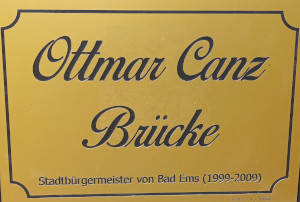 Ottmar Canz
Brücke
Stadtbürgermeister von Bad Ems (1999-2009)